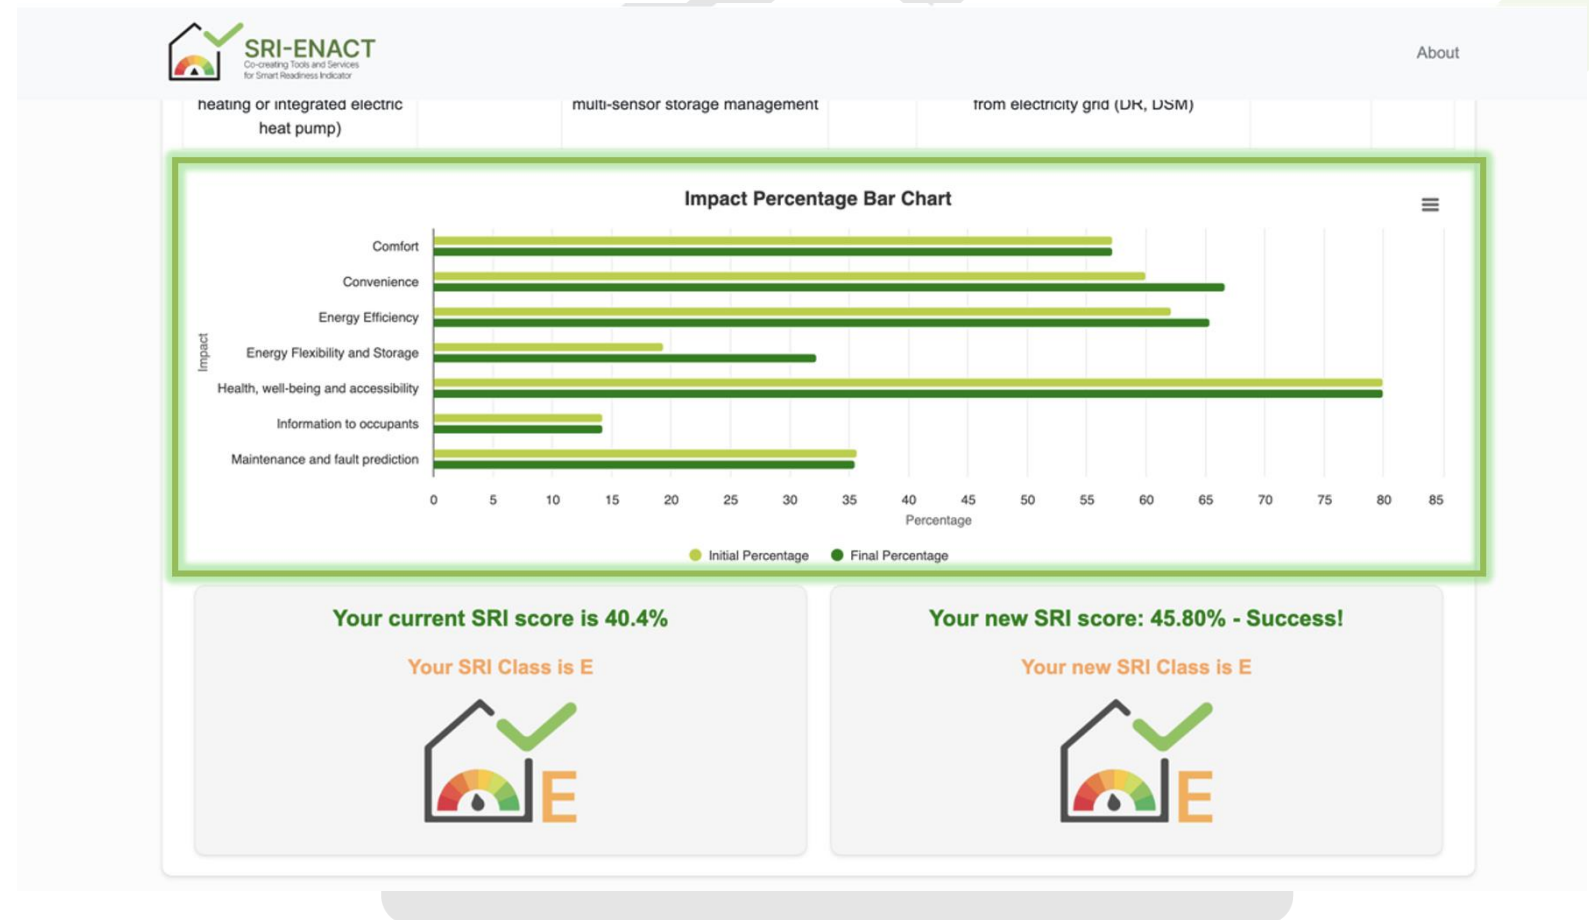 SRI-ENACT
Co-creating Tools and Services
for Smart Readiness Indicator
About
heating or integrated electric
heat pump)
multi-sensor storage management
from electricity grid (DR, DSM)
Impact Percentage Bar Chart
Impact
Comfort
Convenience
Energy Efficiency
Energy Flexibility and Storage
Health, well-being and accessibility
Information to occupants
Maintenance and fault prediction
0 5 10 15 20 25 30 35 40 45 50 55 60 65 70 75 80 85
Percentage
Initial Percentage Final Percentage
Your current SRI score is 40.4%
Your SRI Class is E
E
Your new SRI score: 45.80% - Success!
Your new SRI Class is E
E